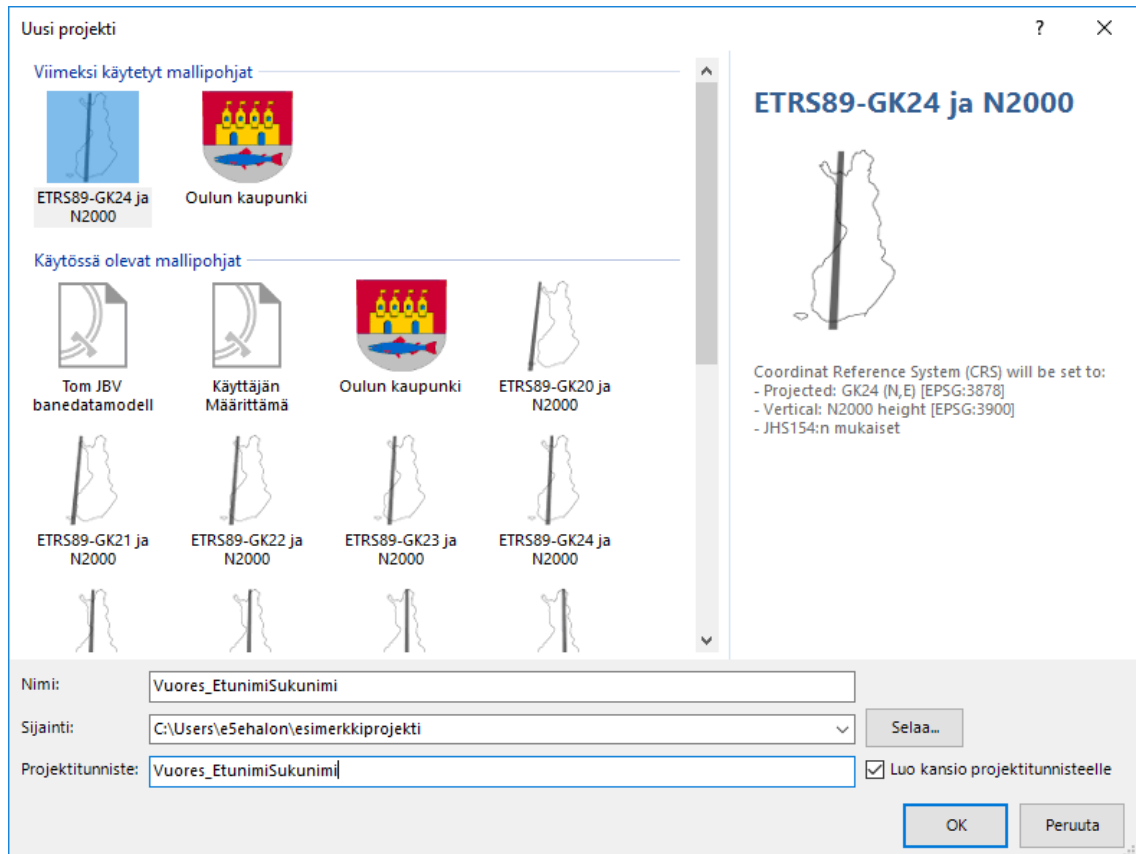 Uusi projekti
?
Viimeksi käytetyt mallipohjat
ETRS89-GK24 ja
N2000
Oulun kaupunki
Käytössä olevat mallipohjat
Tom JBV
banedatamodell
Käyttäjän
Määrittämä
Oulun kaupunki
ETRS89-GK20 ja
N2000
ETRS89-GK21 ja
N2000
ETRS89-GK22 ja
N2000
ETRS89-GK23 ja
N2000
ETRS89-GK24 ja
N2000
ETRS89-GK24 ja N2000
Coordinat Reference System (CRS) will be set to:
- Projected: GK24 (N,E) [EPSG:3878]
- Vertical: N2000 height [EPSG:3900]
- JHS154:n mukaiset
Nimi:
Vuores_EtunimiSukunimi
Sijainti:
C:\Users\e5ehalon\esimerkkiprojekti
Selaa...
Projektitunniste:
Vuores_EtunimiSukunimi
Luo kansio projektitunnisteelle
OK
Peruuta